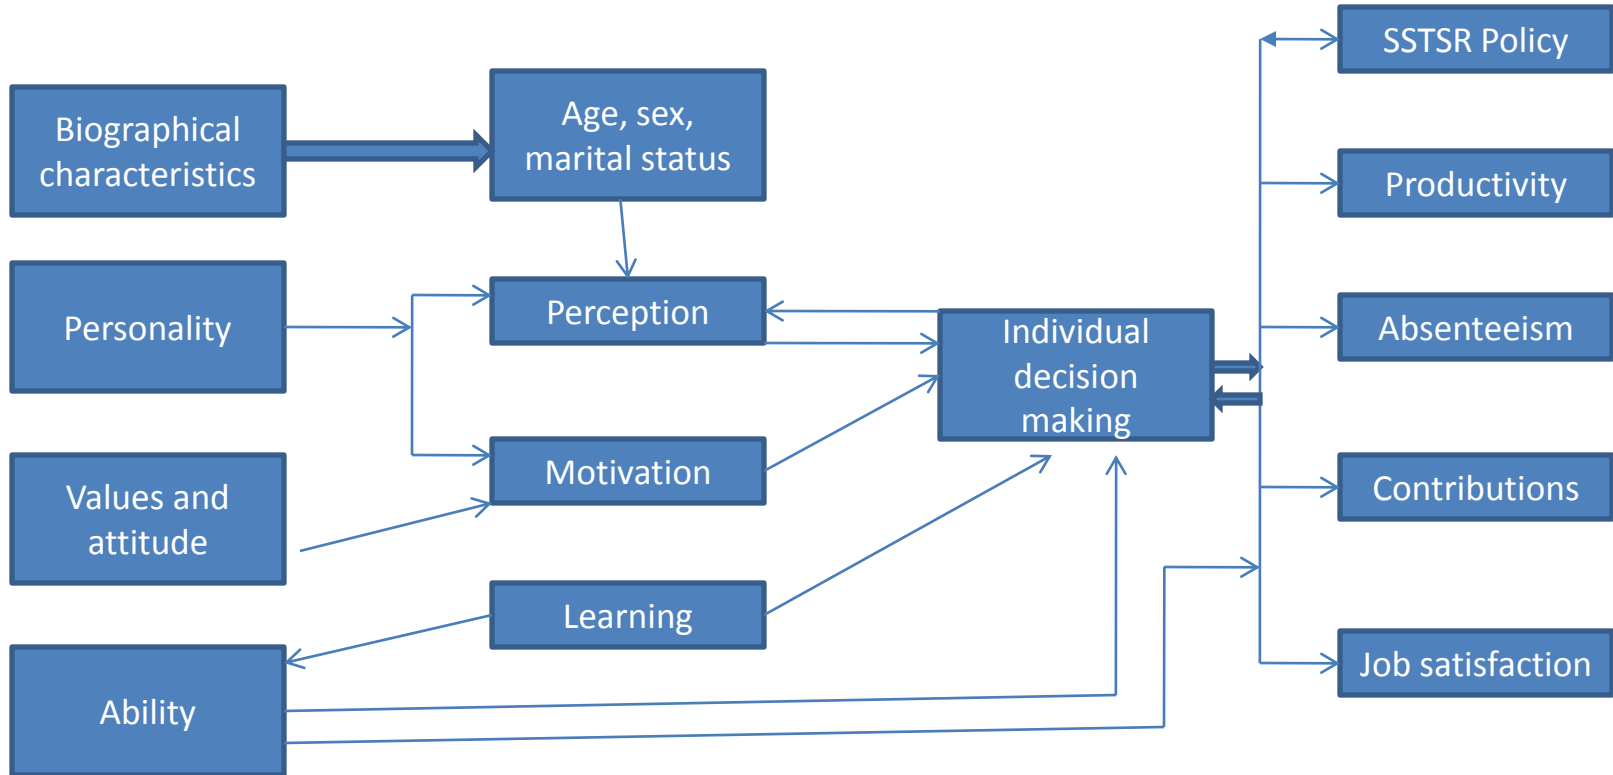 Biographical
characteristics
Age, sex,
marital status
SSTSR Policy
Productivity
Personality
Perception
Individual
decision
making
Absenteeism
Values and
attitude
Motivation
Contributions
Learning
Ability
Job satisfaction